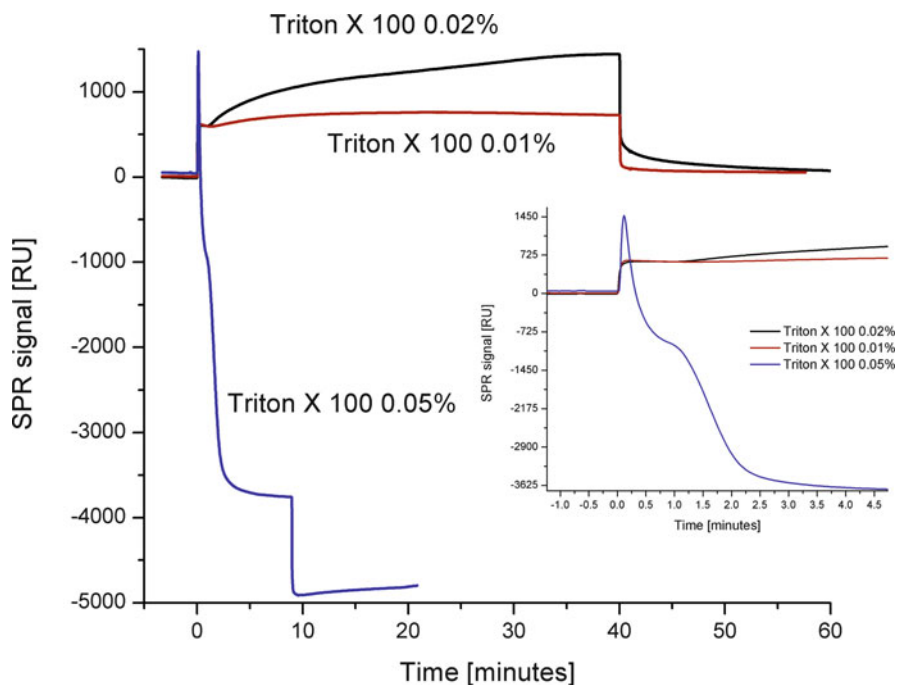 Triton X 100 0.02%
Triton X 100 0.01%
Triton X 100 0.05%
SPR signal [RU]
1000
0
-1000
-2000
-3000
-4000
-5000
0 10 20 30 40 50 60
Time [minutes]
SPR signal [RU]
1450
725
0
-725
-1450
-2175
-2900
-3625
Triton X 100 0.02%
Triton X 100 0.01%
Triton X 100 0.05%
-1.0 -0.5 0.0 0.5 1.0 1.5 2.0 2.5 3.0 3.5 4.0 4.5
Time [minutes]